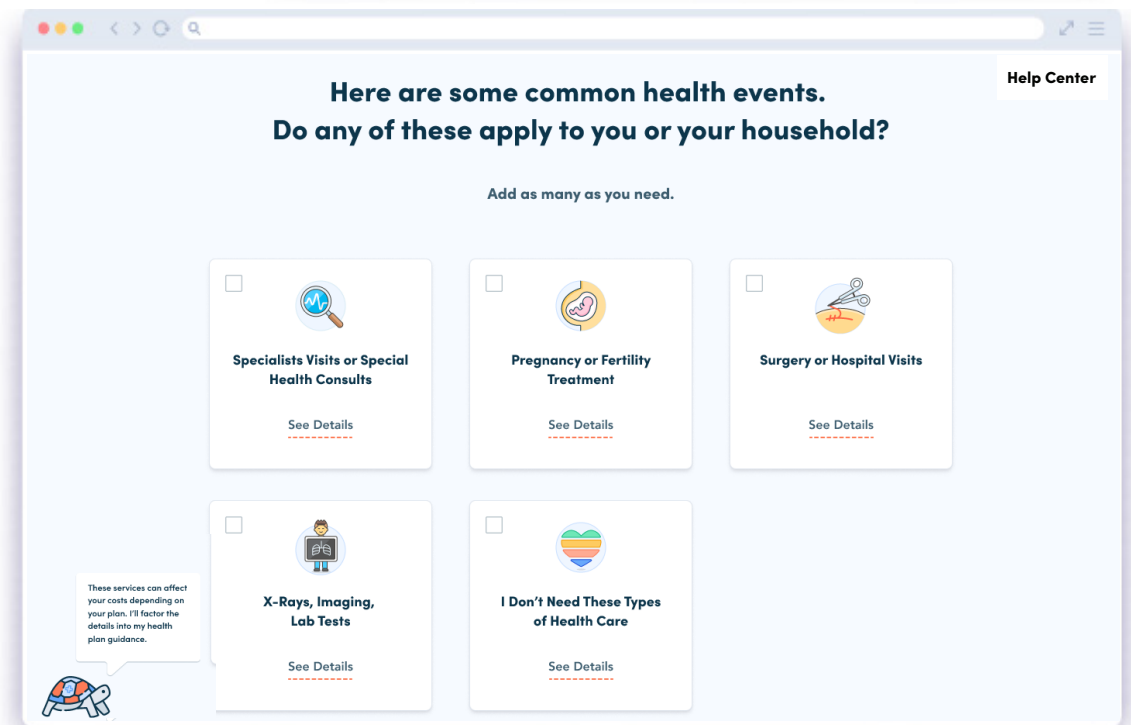 Help Center
Here are some common health events.
Do any of these apply to you or your household?
Add as many as you need.
Specialists Visits or Special
Health Consults
See Details
Pregnancy or Fertility
Treatment
See Details
Surgery or Hospital Visits
See Details
X-Rays, Imaging,
Lab Tests
See Details
I Don't Need These Types
of Health Care
See Details
These services can affect
your costs depending on
your plan. I'll factor the
details into my health
plan guidance.